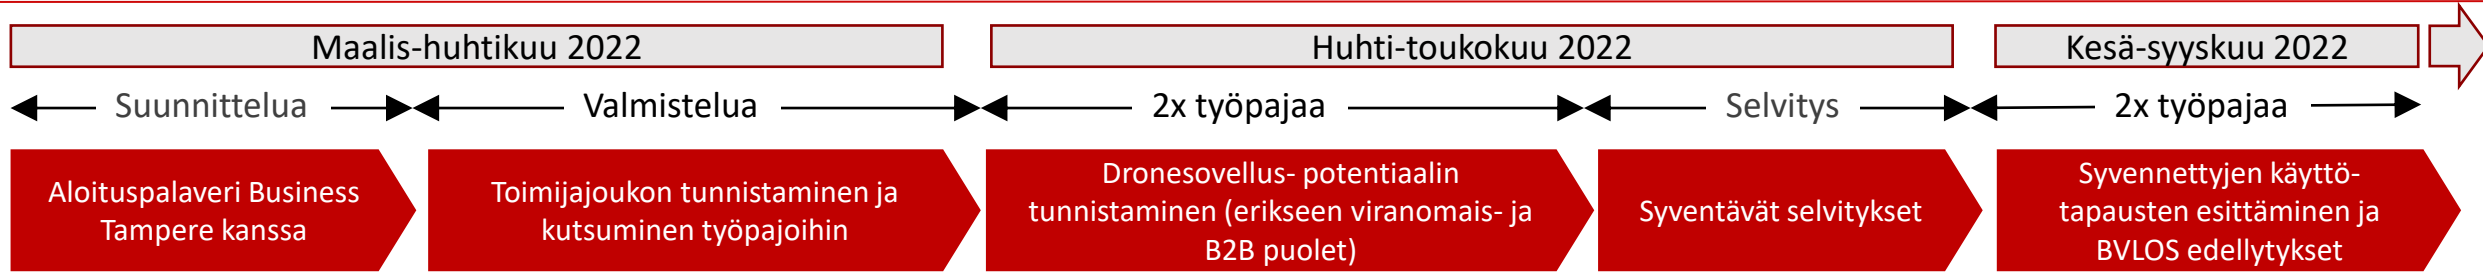 Maalis-huhtikuu 2022
Huhti-toukokuu 2022
Kesä-syyskuu 2022
Suunnittelua
Valmistelua
2x työpajaa
Selvitys
2x työpajaa
Aloituspalaveri Business
Tampere kanssa
Toimijajoukon tunnistaminen ja
kutsuminen työpajoihin
Dronesovellus- potentiaalin
tunnistaminen (erikseen viranomais- ja
B2B puolet)
Syventävät selvitykset
Syvennettyjen käyttö-
tapausten esittäminen ja
BVLOS edellytykset